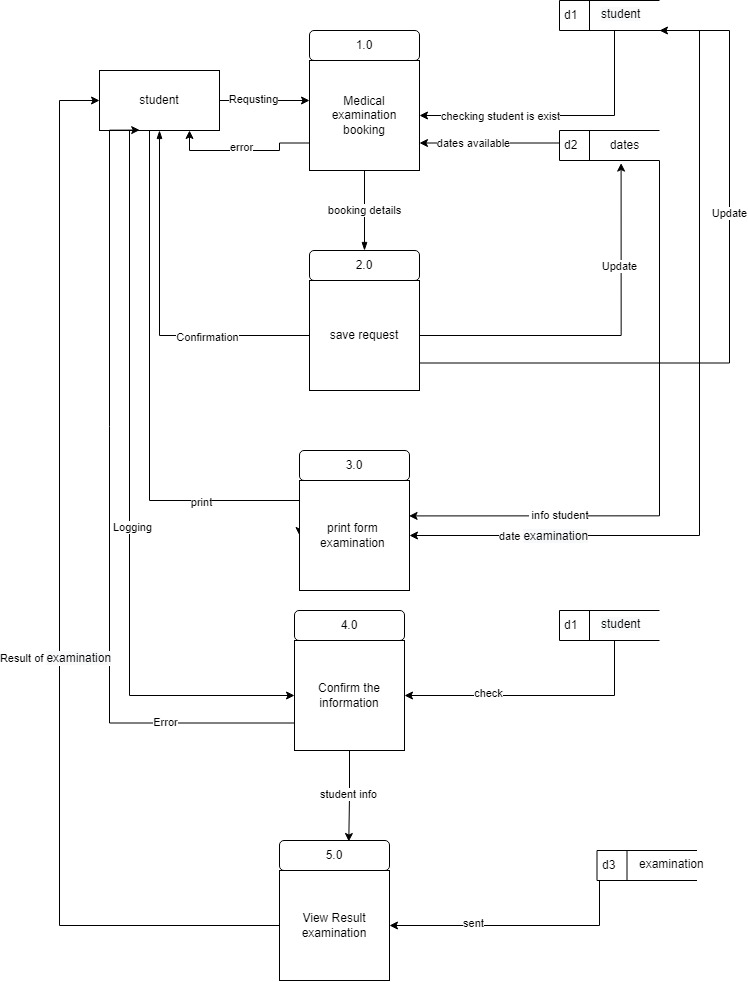 d1 student
1.0
student
Requsting
Medical
examination
booking
checking student is exist
error
dates available
d2 dates
booking details
Update
2.0
Update
Confirmation
save request
3.0
print
info student
Logging
print form
examination
date examination
4.0
d1 student
Result of examination
Confirm the
information
check
Error
student info
5.0
d3 examination
View Result
examination
sent